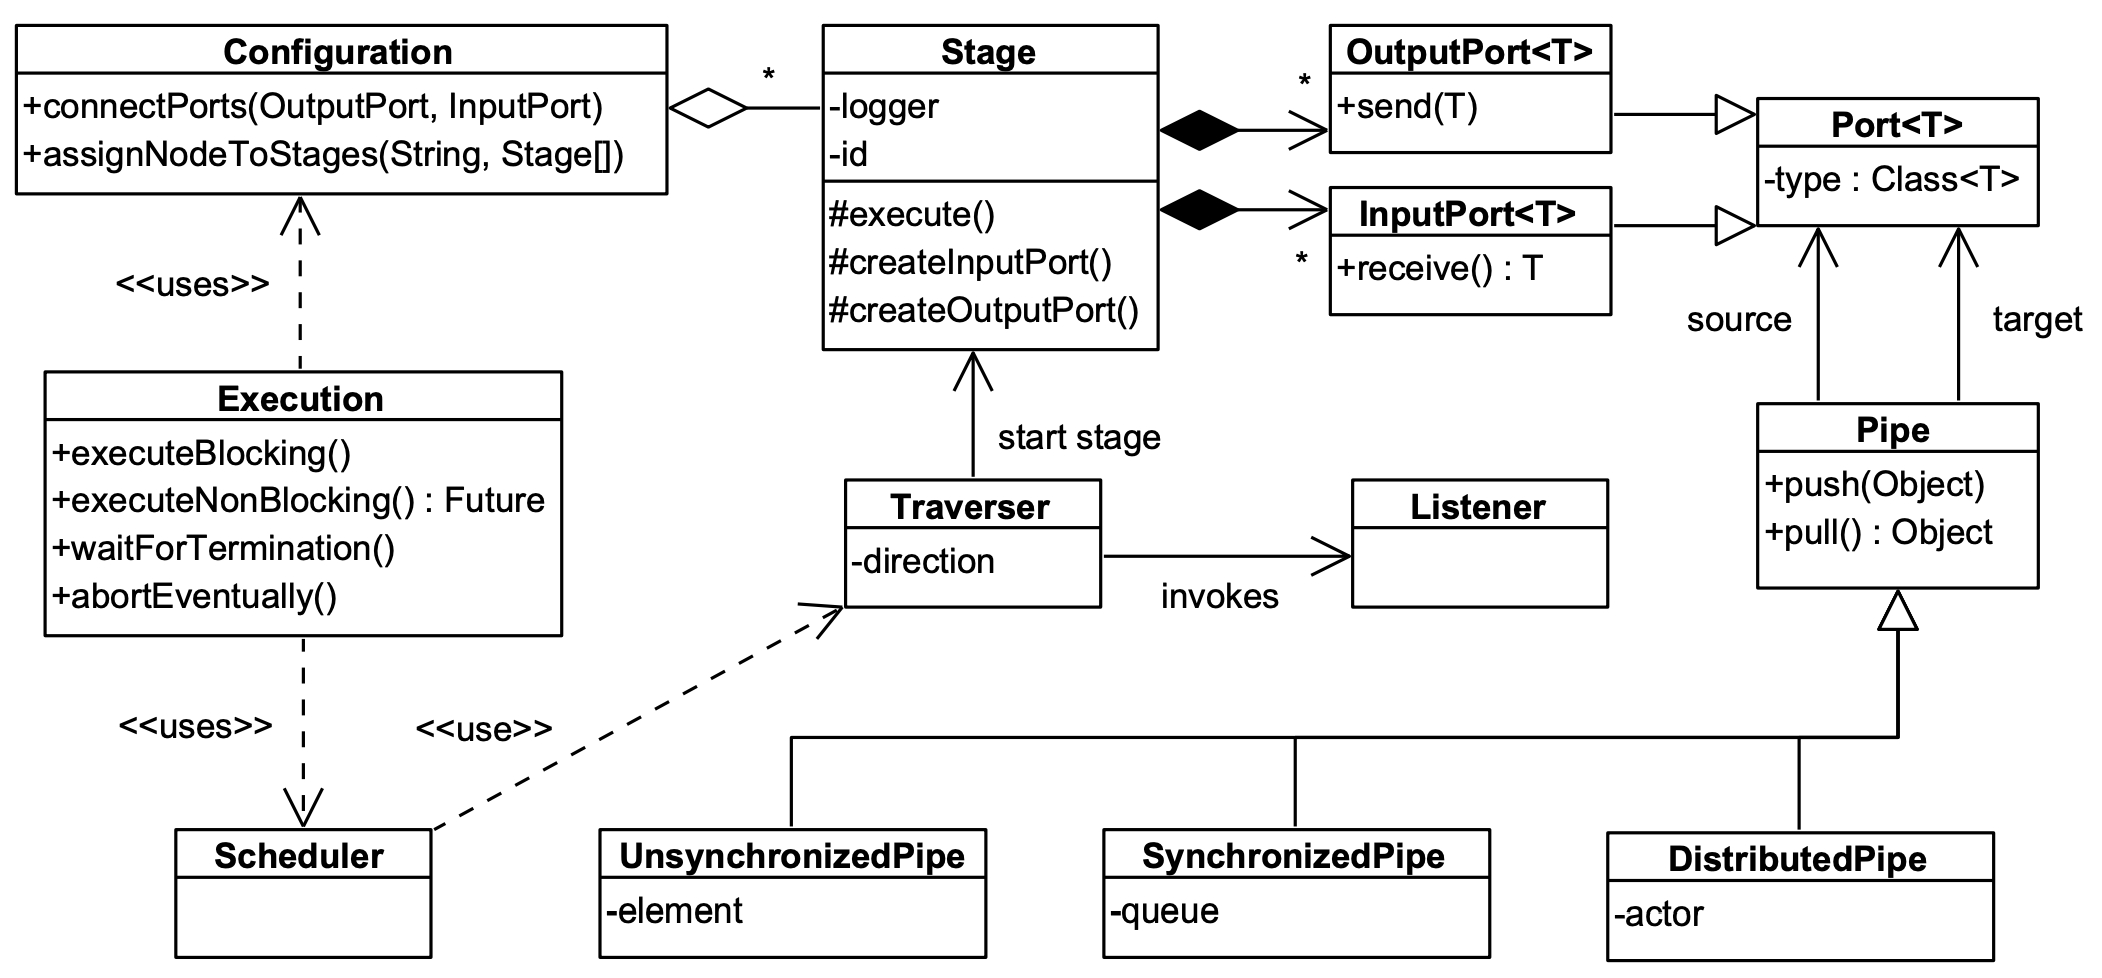 Configuration
+connectPorts(OutputPort, InputPort)
+assignNodeToStages(String, Stage[])
*
Stage
-logger
-id
#execute()
#createInputPort()
#createOutputPort()
*
OutputPort<T>
+send(T)
*
InputPort<T>
+receive() : T
Port<T>
-type : Class<T>
source
target
<<uses>>
Execution
+executeBlocking()
+executeNonBlocking() : Future
+waitForTermination()
+abortEventually()
start stage
Traverser
-direction
invokes
Listener
Pipe
+push(Object)
+pull() : Object
<<uses>>
<<use>>
Scheduler
UnsynchronizedPipe
-element
SynchronizedPipe
-queue
DistributedPipe
-actor